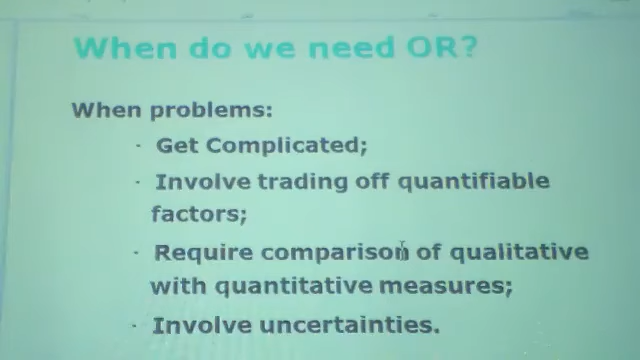 When do we need OR?
When problems:
· Get Complicated;
· Involve trading off quantifiable
factors;
· Require comparison of qualitative
with quantitative measures;
· Involve uncertainties.